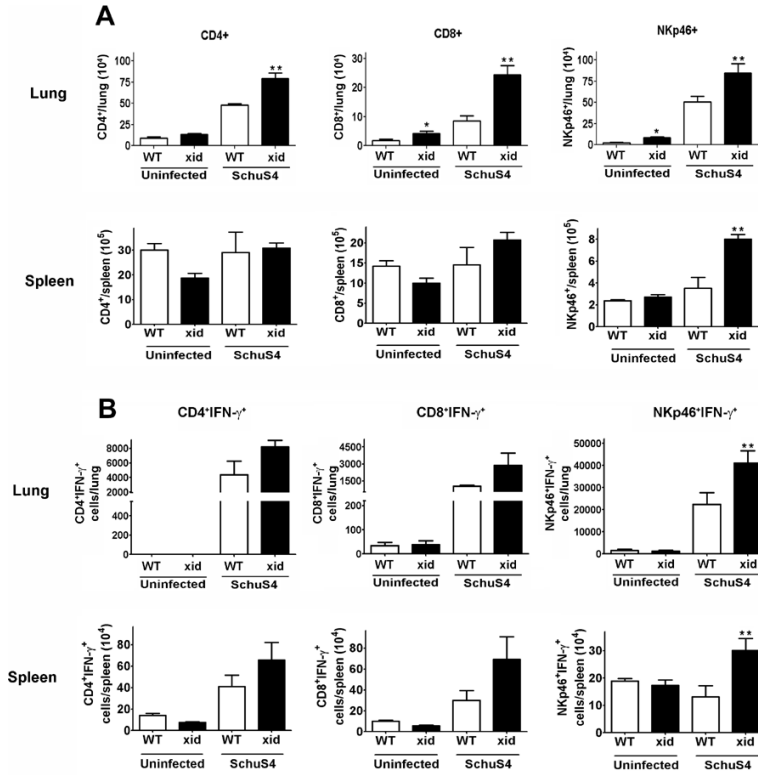 A
CD4+
CD8+
NKp46+
Lung
CD4⁺/lung (10⁴)
100
75
50
25
0
**
WT xid WT xid
Uninfected SchuS4
CD8⁺/lung (10⁴)
30
20
10
0
*
**
WT xid WT xid
Uninfected SchuS4
NKp46⁺/lung (10⁴)
100
75
50
25
0
*
**
WT xid WT xid
Uninfected SchuS4
Spleen
CD4⁺/spleen (10⁵)
40
30
20
10
0
WT xid WT xid
Uninfected SchuS4
CD8⁺/spleen (10⁵)
25
20
15
10
5
0
WT xid WT xid
Uninfected SchuS4
NKp46⁺/spleen (10⁵)
8
6
4
2
0
**
WT xid WT xid
Uninfected SchuS4
B
CD4⁺IFN-γ⁺
CD8⁺IFN-γ⁺
NKp46⁺IFN-γ⁺
Lung
CD4⁺IFN-γ⁺
cells/lung
8000
6000
4000
2000
400
200
0
WT xid WT xid
Uninfected SchuS4
CD8⁺IFN-γ⁺
cells/lung
4500
3000
1500
200
100
0
WT xid WT xid
Uninfected SchuS4
NKp46⁺IFN-γ⁺
cells/lung
50000
40000
30000
20000
10000
0
**
WT xid WT xid
Uninfected SchuS4
Spleen
CD4⁺IFN-γ⁺
cells/spleen (10⁴)
80
60
40
20
0
WT xid WT xid
Uninfected SchuS4
CD8⁺IFN-γ⁺
cells/spleen (10⁴)
80
60
40
20
0
WT xid WT xid
Uninfected SchuS4
NKp46⁺IFN-γ⁺
cells/spleen (10⁴)
30
20
10
0
**
WT xid WT xid
Uninfected SchuS4